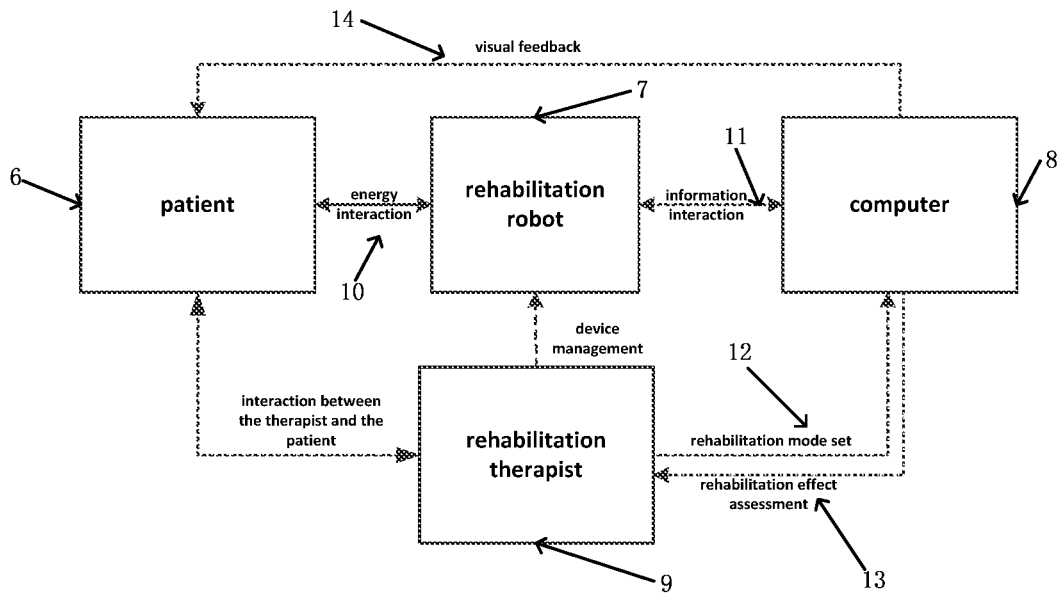 14
visual feedback
7
11
8
6
patient
energy
interaction
rehabilitation
robot
information
interaction
computer
10
device
management
12
interaction between
the therapist and the
patient
rehabilitation
therapist
rehabilitation mode set
rehabilitation effect
assessment
9
13